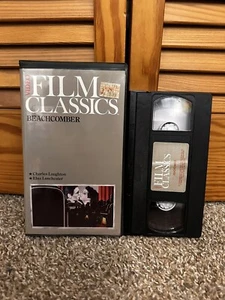 FILM
CLASSICS
BEACHCOMBER
Charles Laughton
Elsa Lanchester
FILM
CLASSICS